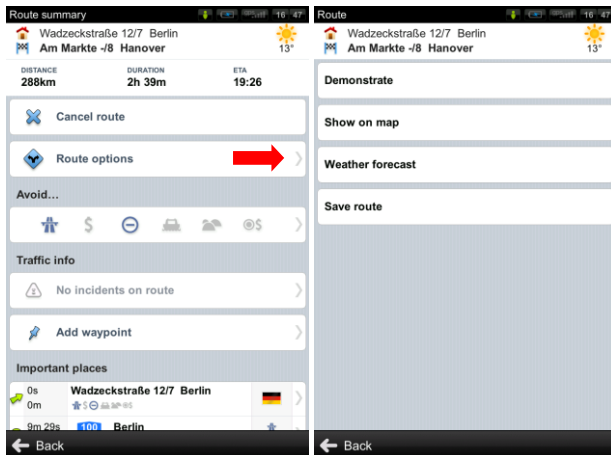 Route summary
16 47
Wadzeckstraße 12/7 Berlin
Am Markte -/8 Hanover
13°
DISTANCE DURATION ETA
288km 2h 39m 19:26
Cancel route
Route options
Avoid...
$ $
Traffic info
No incidents on route
Add waypoint
Important places
0s Wadzeckstraße 12/7 Berlin
0m
9m 29s 100 Berlin
Back
Route
16 47
Wadzeckstraße 12/7 Berlin
Am Markte -/8 Hanover
13°
Demonstrate
Show on map
Weather forecast
Save route
Back